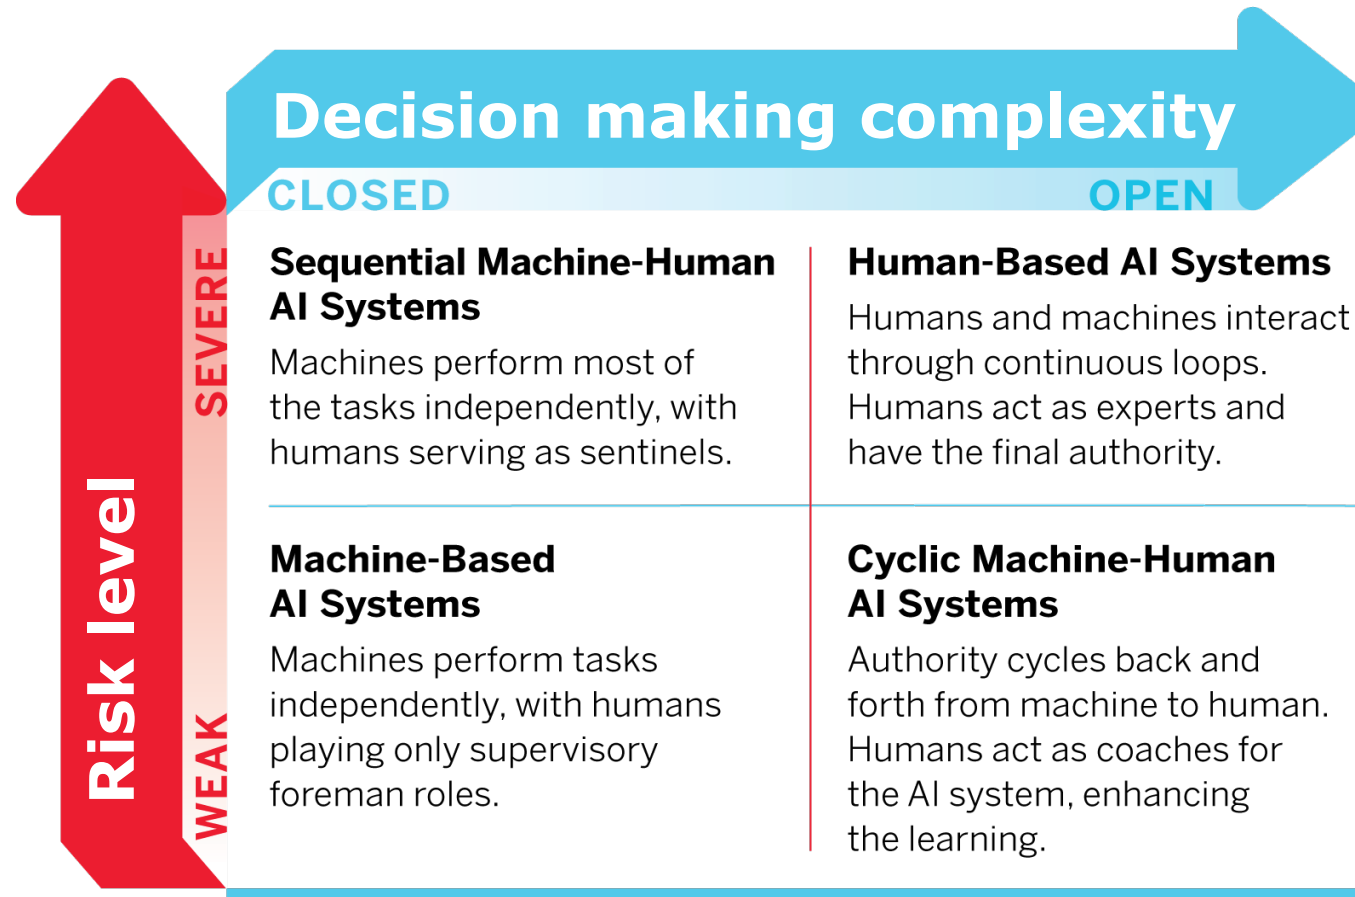 Decision making complexity
CLOSED
OPEN
Risk level
SEVERE
WEAK
Sequential Machine-Human
AI Systems
Machines perform most of
the tasks independently, with
humans serving as sentinels.
Human-Based AI Systems
Humans and machines interact
through continuous loops.
Humans act as experts and
have the final authority.
Machine-Based
AI Systems
Machines perform tasks
independently, with humans
playing only supervisory
foreman roles.
Cyclic Machine-Human
AI Systems
Authority cycles back and
forth from machine to human.
Humans act as coaches for
the AI system, enhancing
the learning.